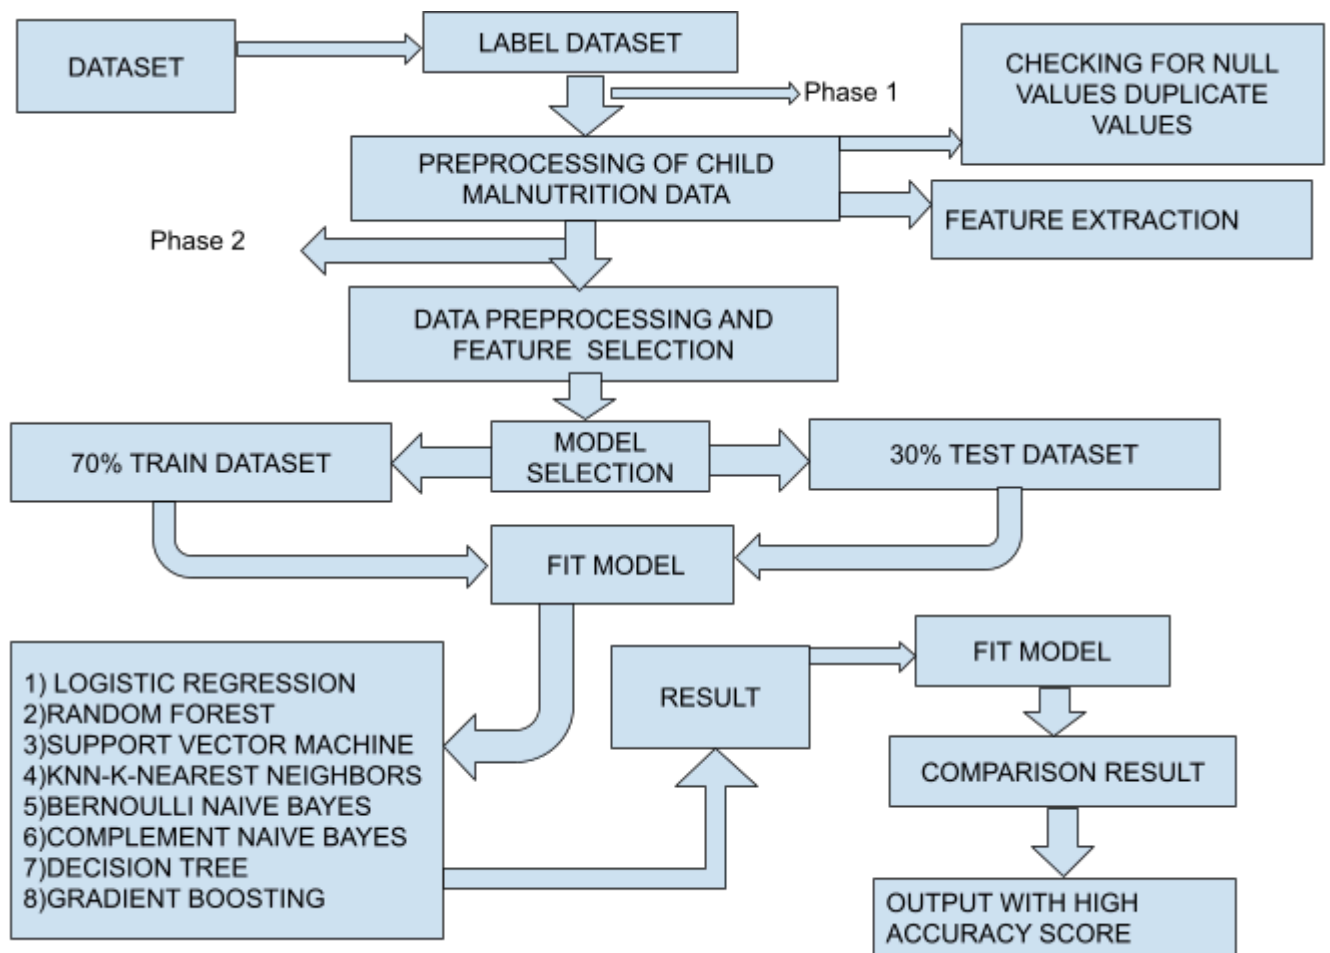 DATASET
LABEL DATASET
CHECKING FOR NULL
VALUES DUPLICATE
VALUES
Phase 1
PREPROCESSING OF CHILD
MALNUTRITION DATA
FEATURE EXTRACTION
Phase 2
DATA PREPROCESSING AND
FEATURE SELECTION
70% TRAIN DATASET
MODEL
SELECTION
30% TEST DATASET
FIT MODEL
1) LOGISTIC REGRESSION
2)RANDOM FOREST
3)SUPPORT VECTOR MACHINE
4)KNN-K-NEAREST NEIGHBORS
5)BERNOULLI NAIVE BAYES
6)COMPLEMENT NAIVE BAYES
7)DECISION TREE
8)GRADIENT BOOSTING
RESULT
FIT MODEL
COMPARISON RESULT
OUTPUT WITH HIGH
ACCURACY SCORE